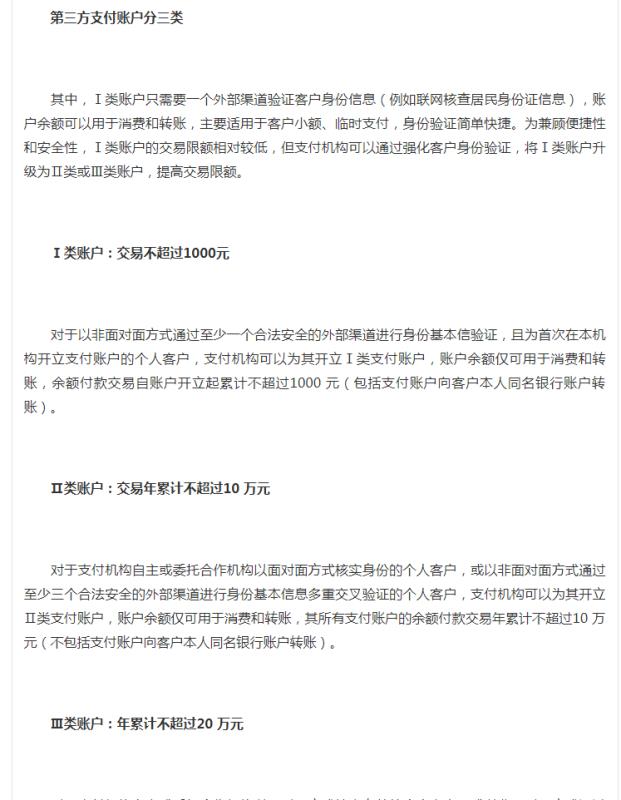 第三方支付账户分三类
其中，Ⅰ类账户只需要一个外部渠道验证客户身份信息（例如联网核查居民身份证信息），账
户余额可以用于消费和转账，主要适用于客户小额、临时支付，身份验证简单快捷。为兼顾便捷性
和安全性，Ⅰ类账户的交易限额相对较低，但支付机构可以通过强化客户身份验证，将Ⅰ类账户升
级为Ⅱ类或Ⅲ类账户，提高交易限额。
Ⅰ类账户：交易不超过1000元
对于以非面对面方式通过至少一个合法安全的外部渠道进行身份基本信验证，且为首次在本机
构开立支付账户的个人客户，支付机构可以为其开立Ⅰ类支付账户，账户余额仅可用于消费和转
账，余额付款交易自账户开立起累计不超过1000 元（包括支付账户向客户本人同名银行账户转
账）。
Ⅱ类账户：交易年累计不超过10 万元
对于支付机构自主或委托合作机构以面对面方式核实身份的个人客户，或以非面对面方式通过
至少三个合法安全的外部渠道进行身份基本信息多重交叉验证的个人客户，支付机构可以为其开立
Ⅱ类支付账户，账户余额仅可用于消费和转账，其所有支付账户的余额付款交易年累计不超过10 万
元（不包括支付账户向客户本人同名银行账户转账）。
Ⅲ类账户：年累计不超过20 万元